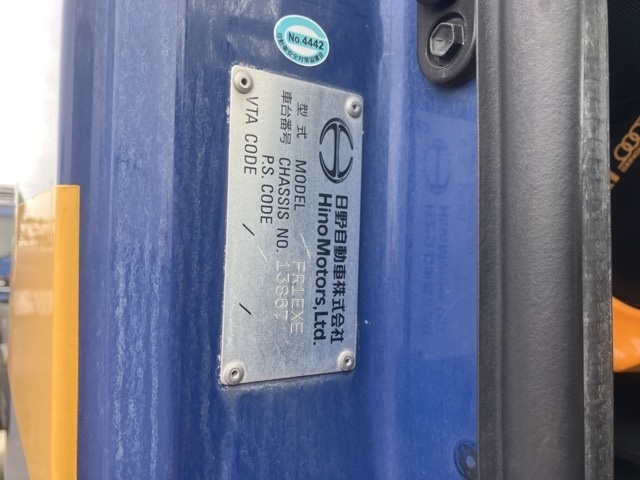 No.4442
日野自動車株式会社
HinoMotors,Ltd.
型式 MODEL FR1EXE
車台番号 CHASSIS NO. 13867
P.S. CODE /
VTA CODE /